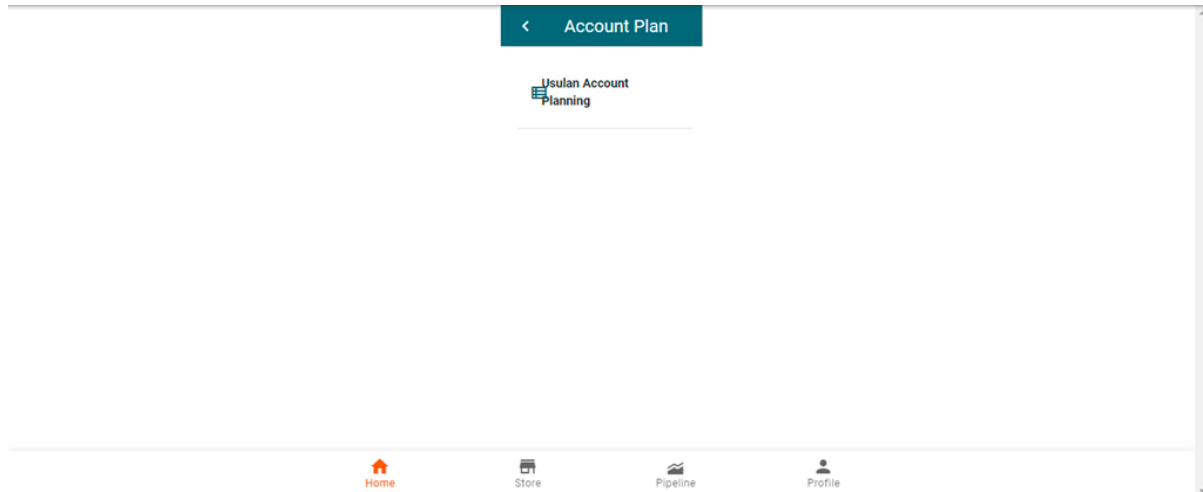 Account Plan
Usulan Account
Planning
Home
Store
Pipeline
Profile